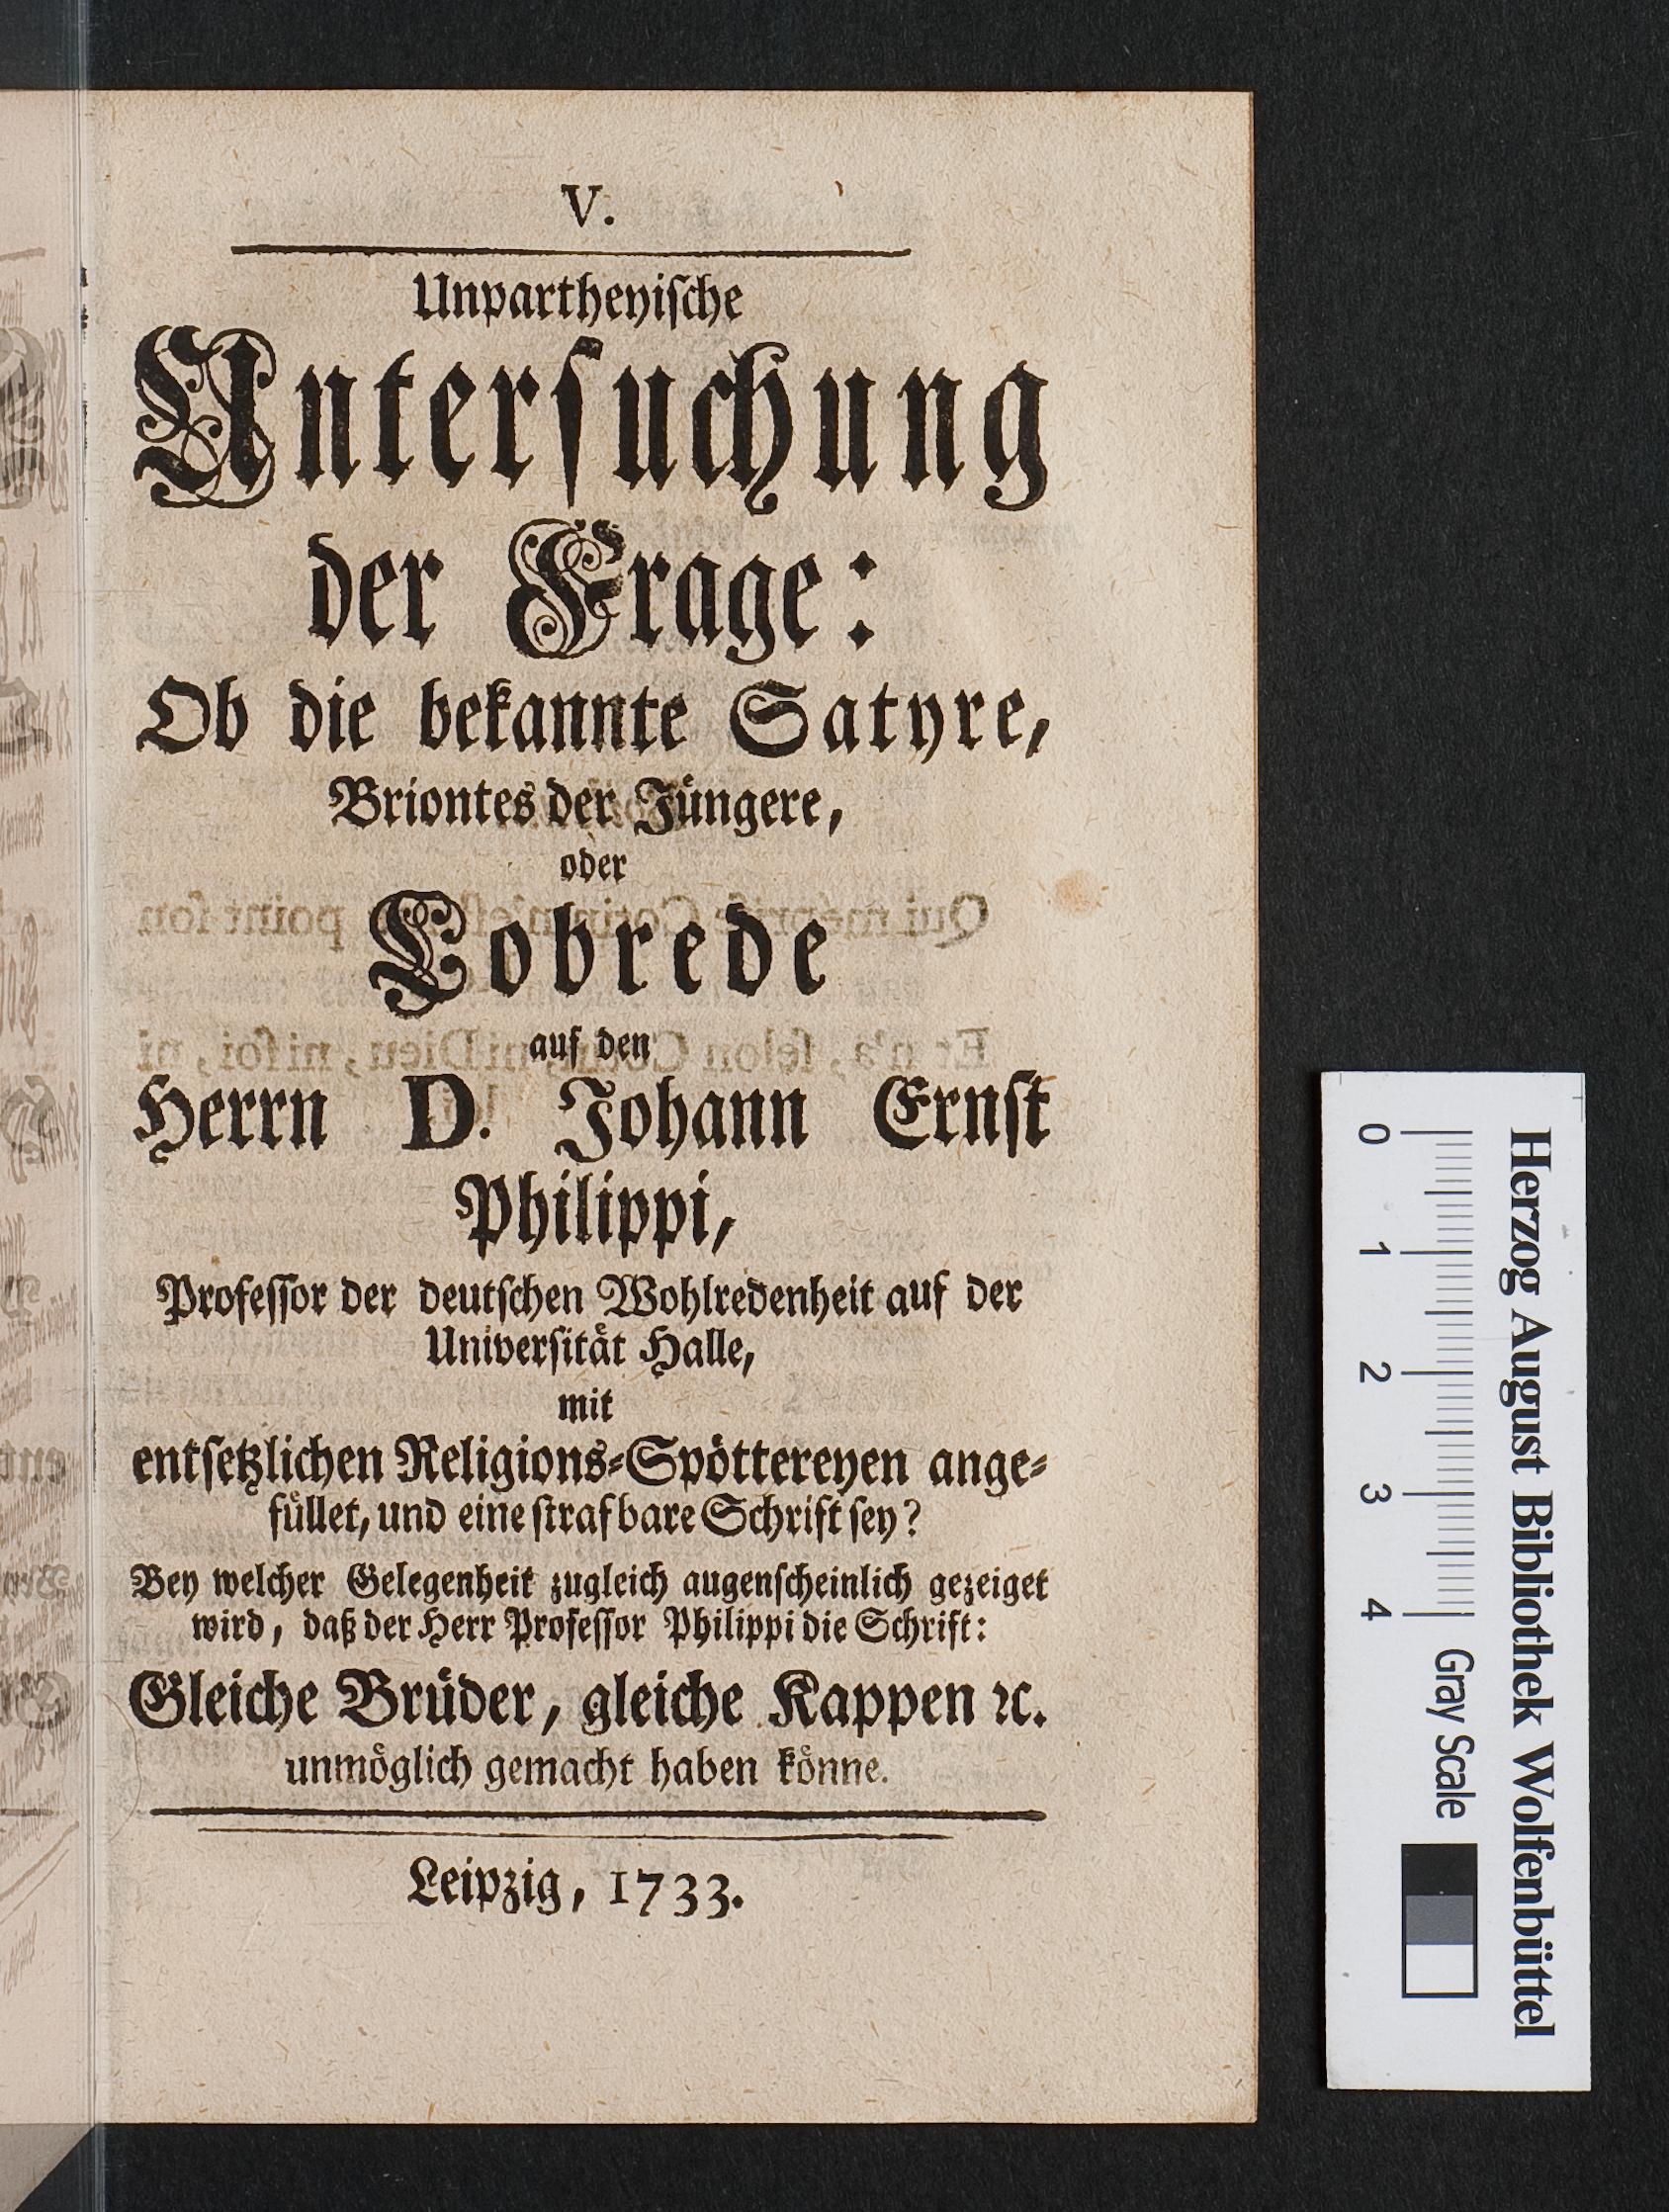 V.
Unpartheyische
Unterſuchung
der Frage:
Ob die bekannte Satyre,
Briontes der Jüngere,
oder
Lobrede
auf den
Herrn D. Johann Ernſt
Philippi,
Profeſſor der deutſchen Wohlredenheit auf der
Univerſität Halle,
mit
entſetzlichen Religions-Spöttereyen ange-
füllet, und eine ſtrafbare Schrift ſey?
Bey welcher Gelegenheit zugleich augenſcheinlich gezeiget
wird, daß der Herr Profeſſor Philippi die Schrift:
Gleiche Brüder, gleiche Kappen ꝛc.
unmöglich gemacht haben könne.
Leipzig, 1733.
Herzog August Bibliothek Wolfenbüttel
0 1 2 3 4 Gray Scale